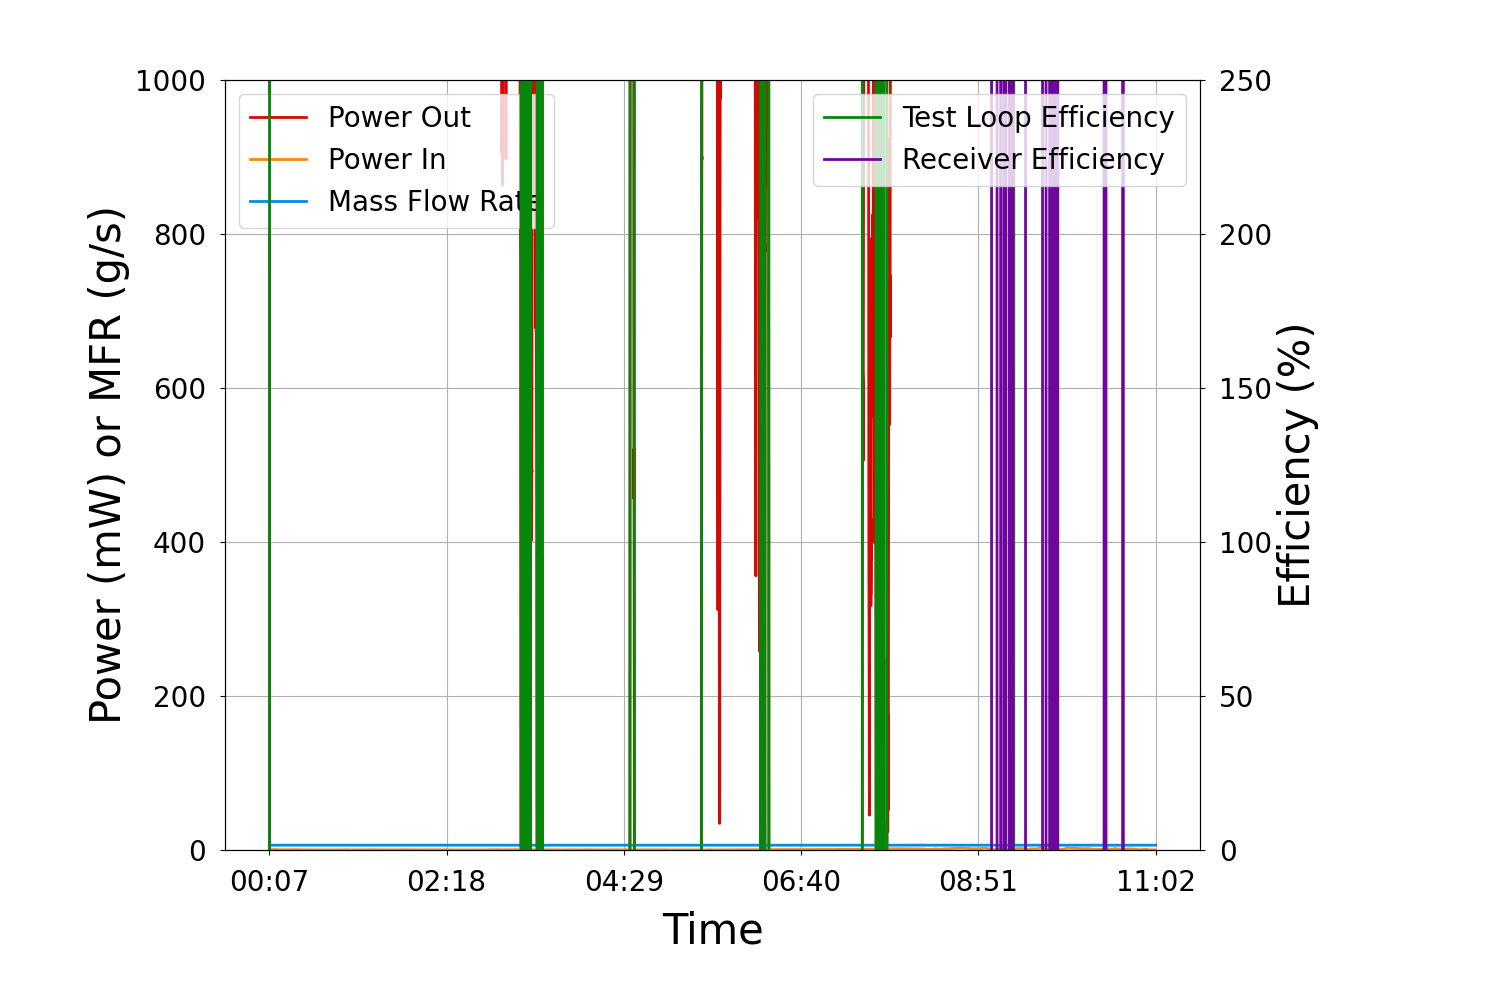 1000
800
600
400
200
0
Power (mW) or MFR (g/s)
Power Out
Power In
Mass Flow Rate
Test Loop Efficiency
Receiver Efficiency
250
200
150
100
50
0
Efficiency (%)
00:07 02:18 04:29 06:40 08:51 11:02
Time